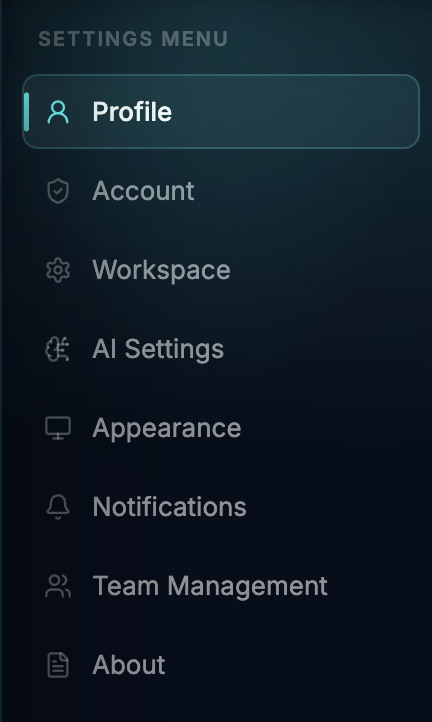 SETTINGS MENU
Profile
Account
Workspace
AI Settings
Appearance
Notifications
Team Management
About